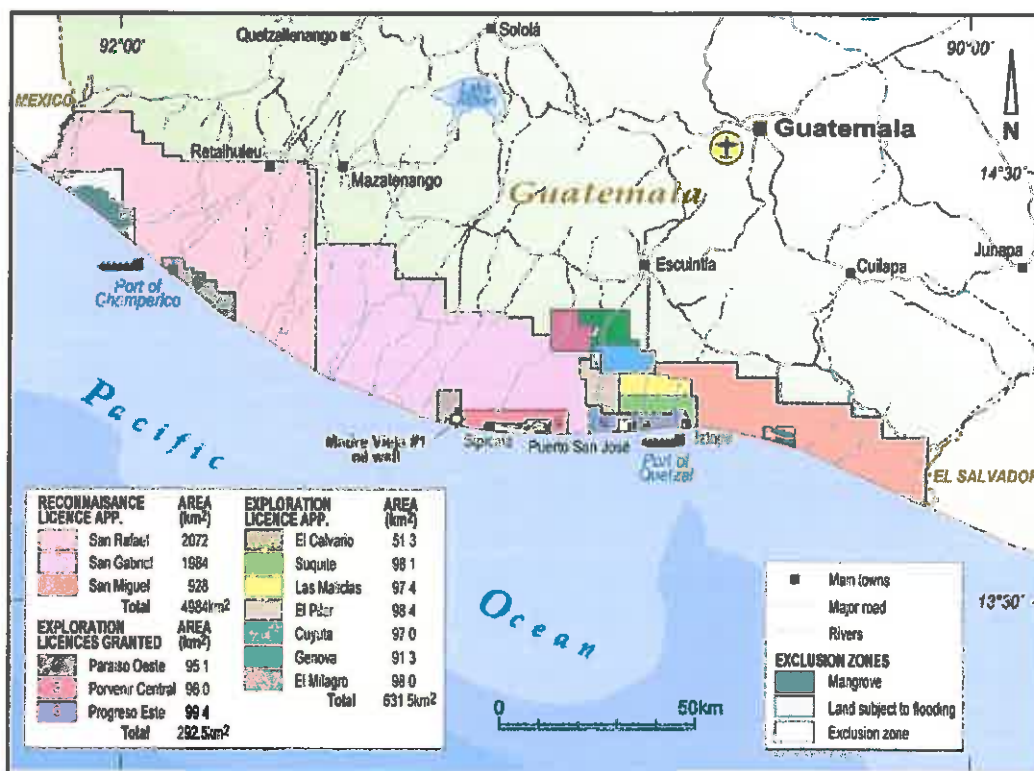 92°00'
Quetzaltenango
Sololá
90°00'
MEXICO
Lake
Guatemala
N
14°30'
Retalhuleu
Mazatenango
Guatemala
Escuintla
Cuilapa
Jutiapa
Port of
Champerico
Pacific
Ocean
Madre Vieja #1
oil well
Sipicate
Puerto San José
Port of
Quetzal
EL SALVADOR
13°30'
RECONNAISANCE
LICENCE APP.
AREA
(km²)
San Rafael 2072
San Gabriel 1984
San Miguel 928
Total 4984km²
EXPLORATION
LICENCES GRANTED
AREA
(km²)
Paraiso Oeste 95.1
Porvenir Central 98.0
Progreso Este 99.4
Total 292.5km²
EXPLORATION
LICENCE APP.
AREA
(km²)
El Calvario 51.3
Suquite 98.1
Las Malicias 97.4
El Pilar 98.4
Cuyuta 97.0
Genova 91.3
El Milagro 98.0
Total 631.5km²
0 50km
Main towns
Major road
Rivers
EXCLUSION ZONES
Mangrove
Land subject to flooding
Exclusion zone